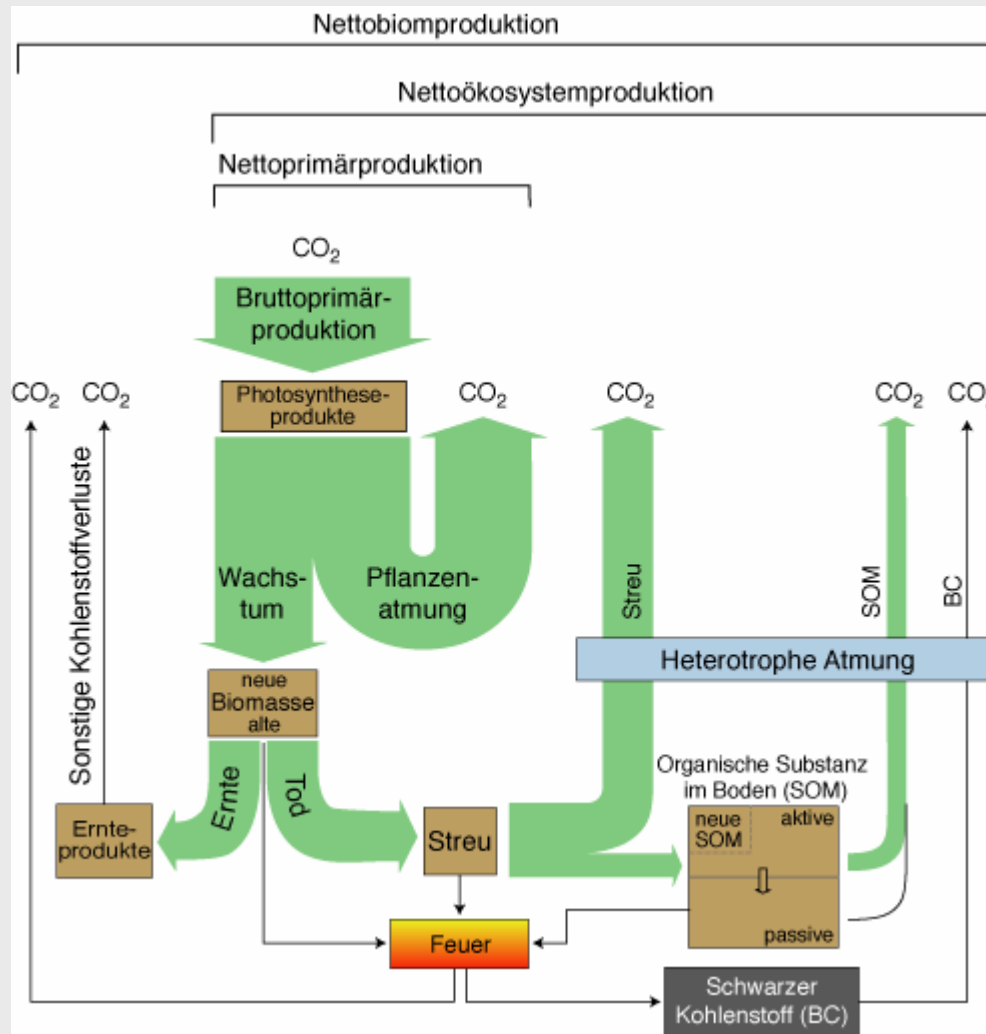 Nettobiomproduktion
Nettoökosystemproduktion
Nettoprimärproduktion
CO2
Bruttoprimär-
produktion
CO2 CO2
Photosynthese-
produkte
CO2
CO2
CO2
CO
Sonstige Kohlenstoffverluste
Wachs-
tum
Pflanzen-
atmung
Streu
SOM
BC
Heterotrophe Atmung
neue
Biomasse
alte
Ernte
Tod
Organische Substanz
im Boden (SOM)
Ernte-
produkte
Streu
neue
SOM
aktive
passive
Feuer
Schwarzer
Kohlenstoff (BC)